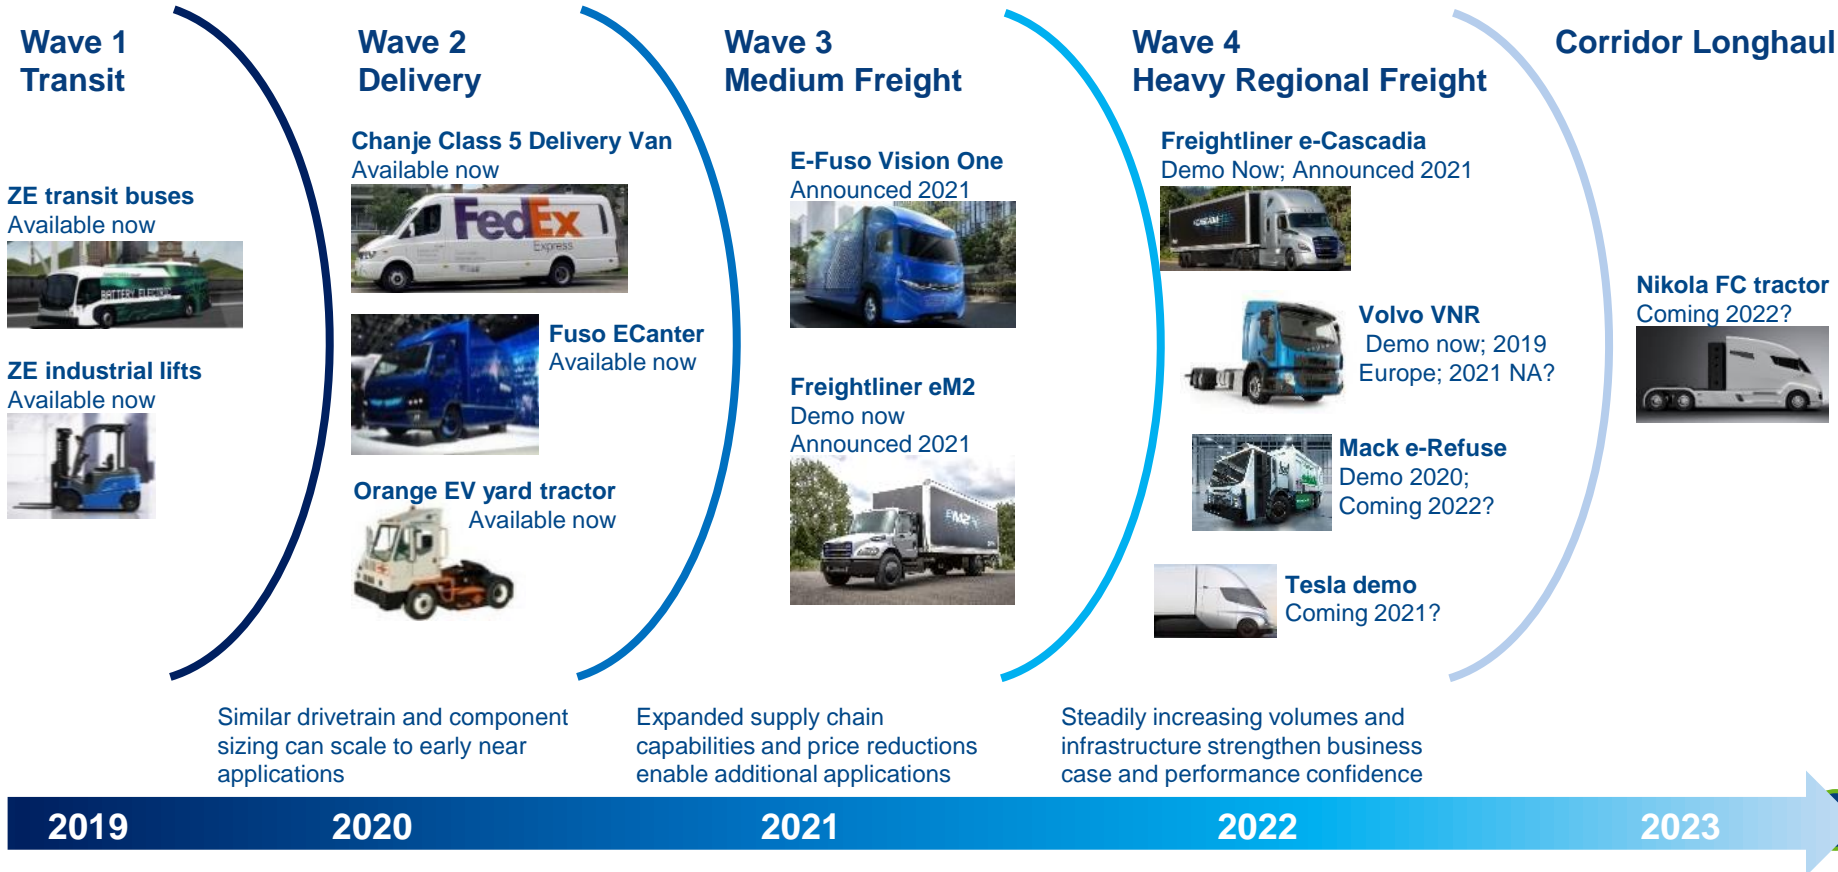 Wave 1
Transit
ZE transit buses
Available now
BATTERY ELECTRIC
ZE industrial lifts
Available now
Wave 2
Delivery
Chanje Class 5 Delivery Van
Available now
FedEx
Express
Fuso ECanter
Available now
Orange EV yard tractor
Available now
Wave 3
Medium Freight
E-Fuso Vision One
Announced 2021
Freightliner eM2
Demo now
Announced 2021
eM2
Wave 4
Heavy Regional Freight
Freightliner e-Cascadia
Demo Now; Announced 2021
Volvo VNR
Demo now; 2019
Europe; 2021 NA?
Mack e-Refuse
Demo 2020;
Coming 2022?
Tesla demo
Coming 2021?
Corridor Longhaul
Nikola FC tractor
Coming 2022?
Similar drivetrain and component
sizing can scale to early near
applications
Expanded supply chain
capabilities and price reductions
enable additional applications
Steadily increasing volumes and
infrastructure strengthen business
case and performance confidence
2019
2020
2021
2022
2023